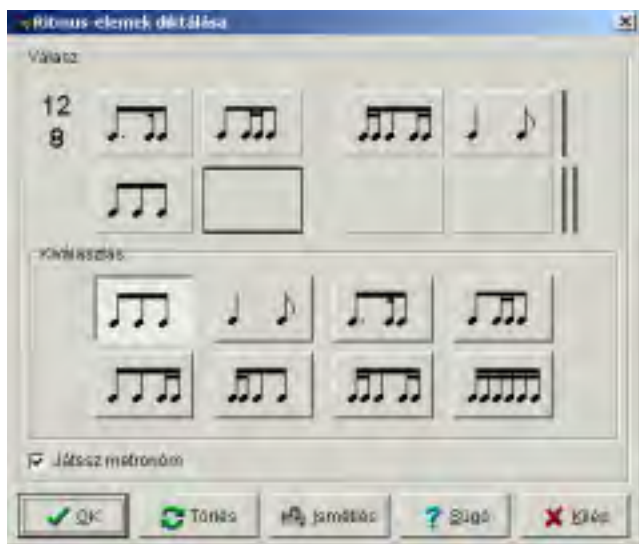 Ritmus-elemek diktálása
Válasz
12
8
Kiválasztás
Játssz metronóm
OK
Törlés
Ismétlés
Súgó
Kilép